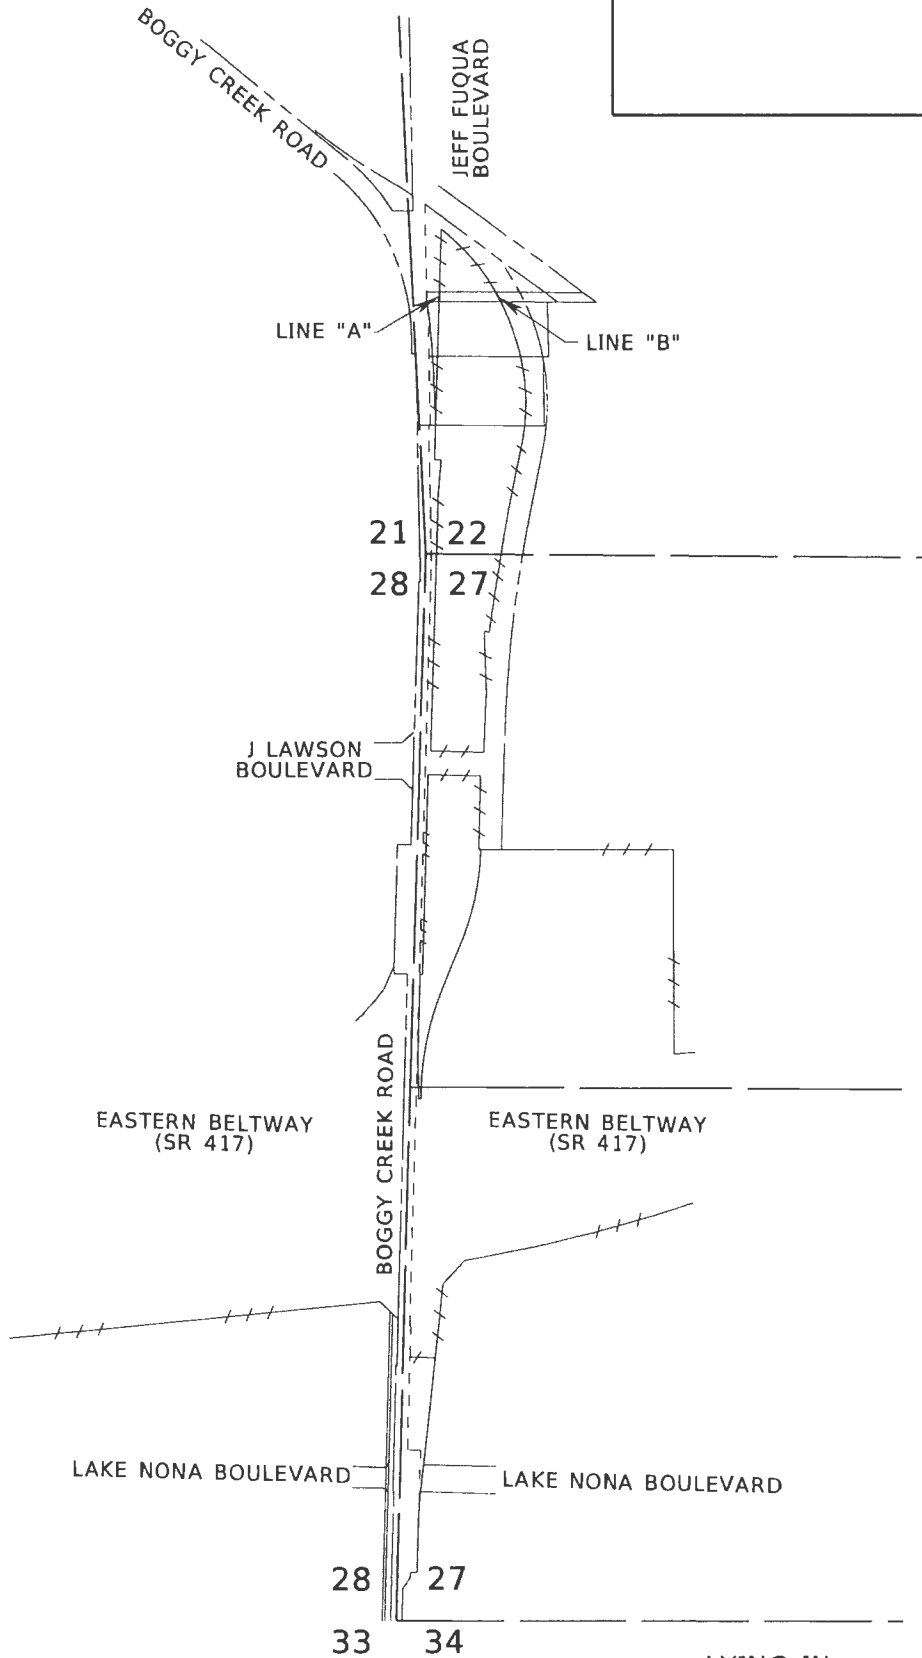 BOGGY CREEK ROAD
JEFF FUQUA
BOULEVARD
LINE "A"
LINE "B"
21 22
28 27
J LAWSON
BOULEVARD
BOGGY CREEK ROAD
EASTERN BELTWAY
(SR 417)
EASTERN BELTWAY
(SR 417)
LAKE NONA BOULEVARD
LAKE NONA BOULEVARD
28 27
33 34